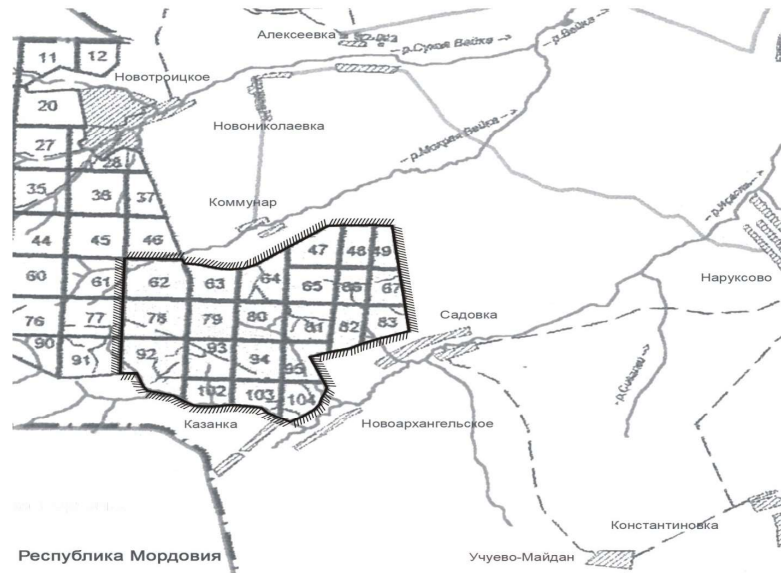 Алексеевка
р.Сухая Вейка →
р.Вейка →
11 12
Новотроицкое
20
Новониколаевка
27
28
р.Мокрая Вейка →
35 36 37
Коммунар
44 45 46
47 48 49
Наруксово
60 61 62 63 64 65 66 67
Садовка
76 77 78 79 80 81 82 83
90 91 92 93 94 95
102 103 104
Казанка
Новоархангельское
Константиновка
Республика Мордовия
Учуево-Майдан